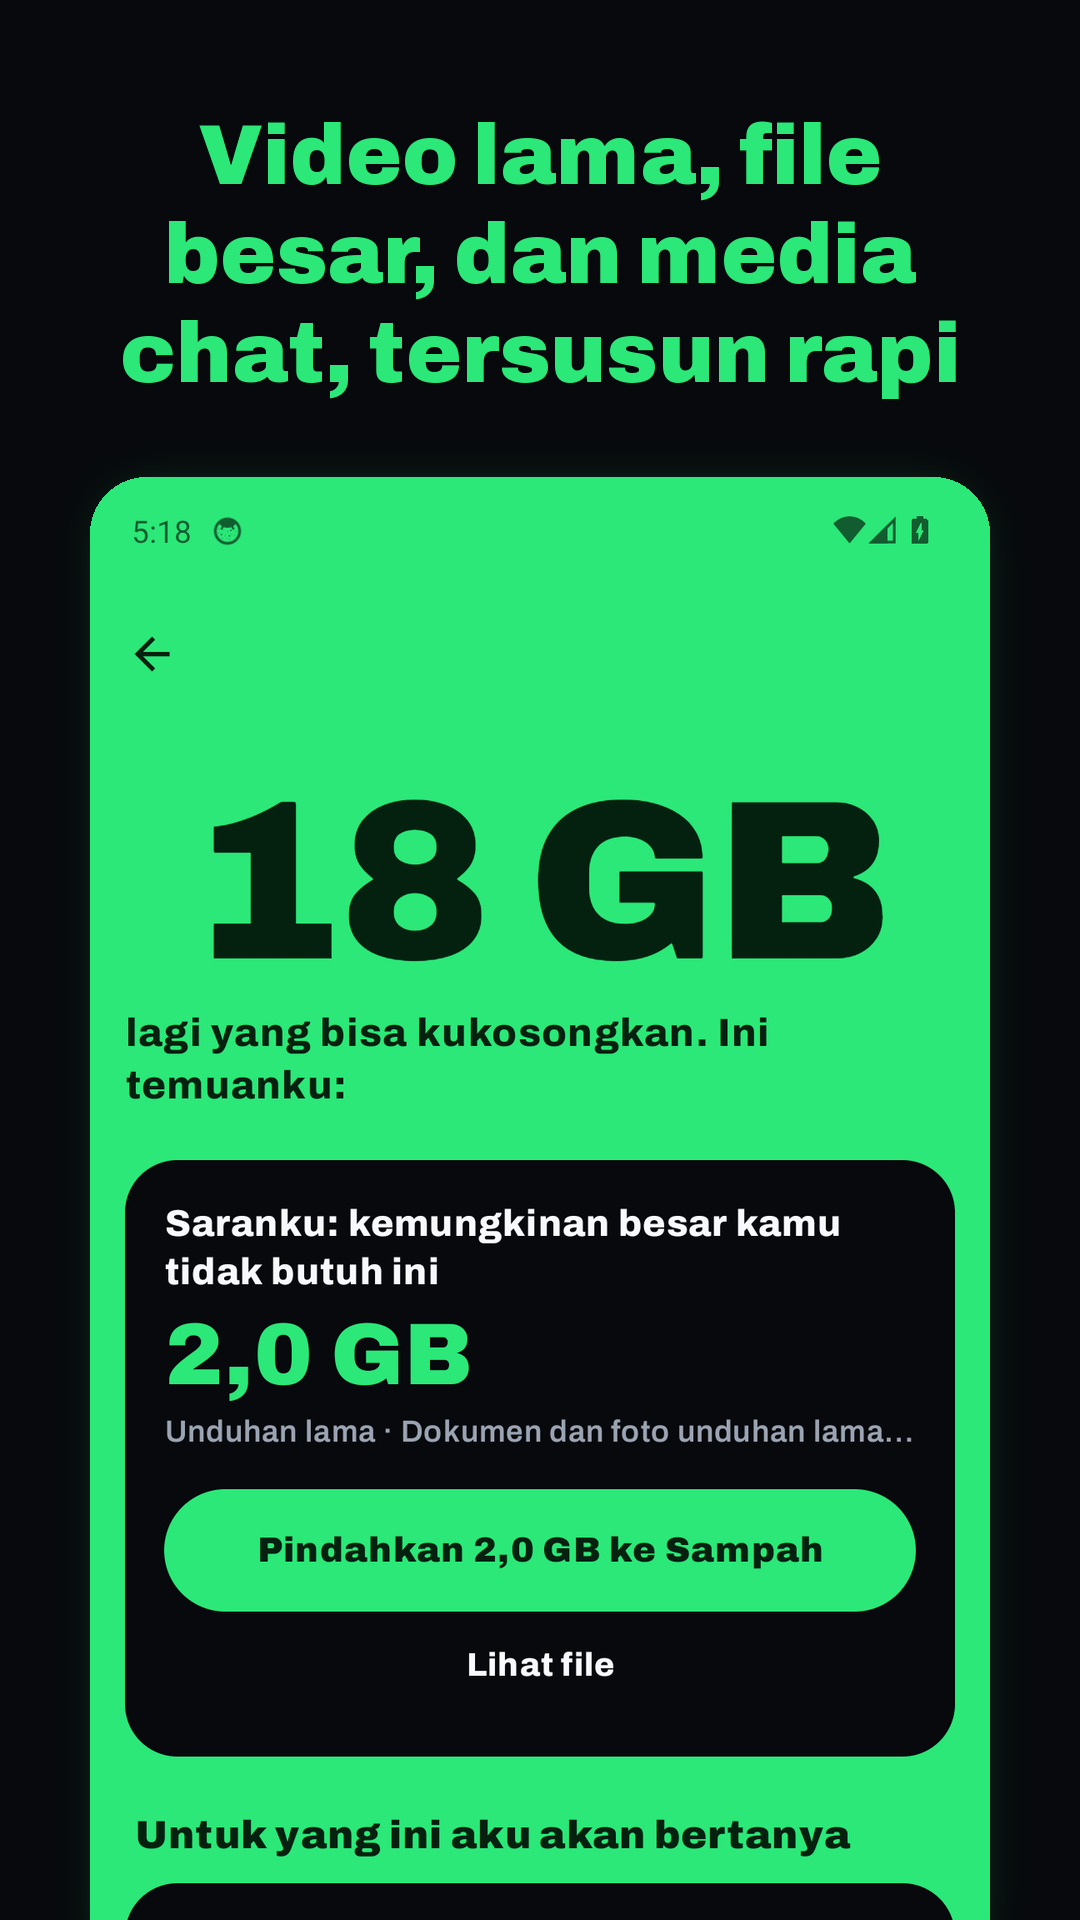 Video lama, file
besar, dan media
chat, tersusun rapi
5:18
18 GB
lagi yang bisa kukosongkan. Ini
temuanku:
Saranku: kemungkinan besar kamu
tidak butuh ini
2,0 GB
Unduhan lama · Dokumen dan foto unduhan lama...
Pindahkan 2,0 GB ke Sampah
Lihat file
Untuk yang ini aku akan bertanya